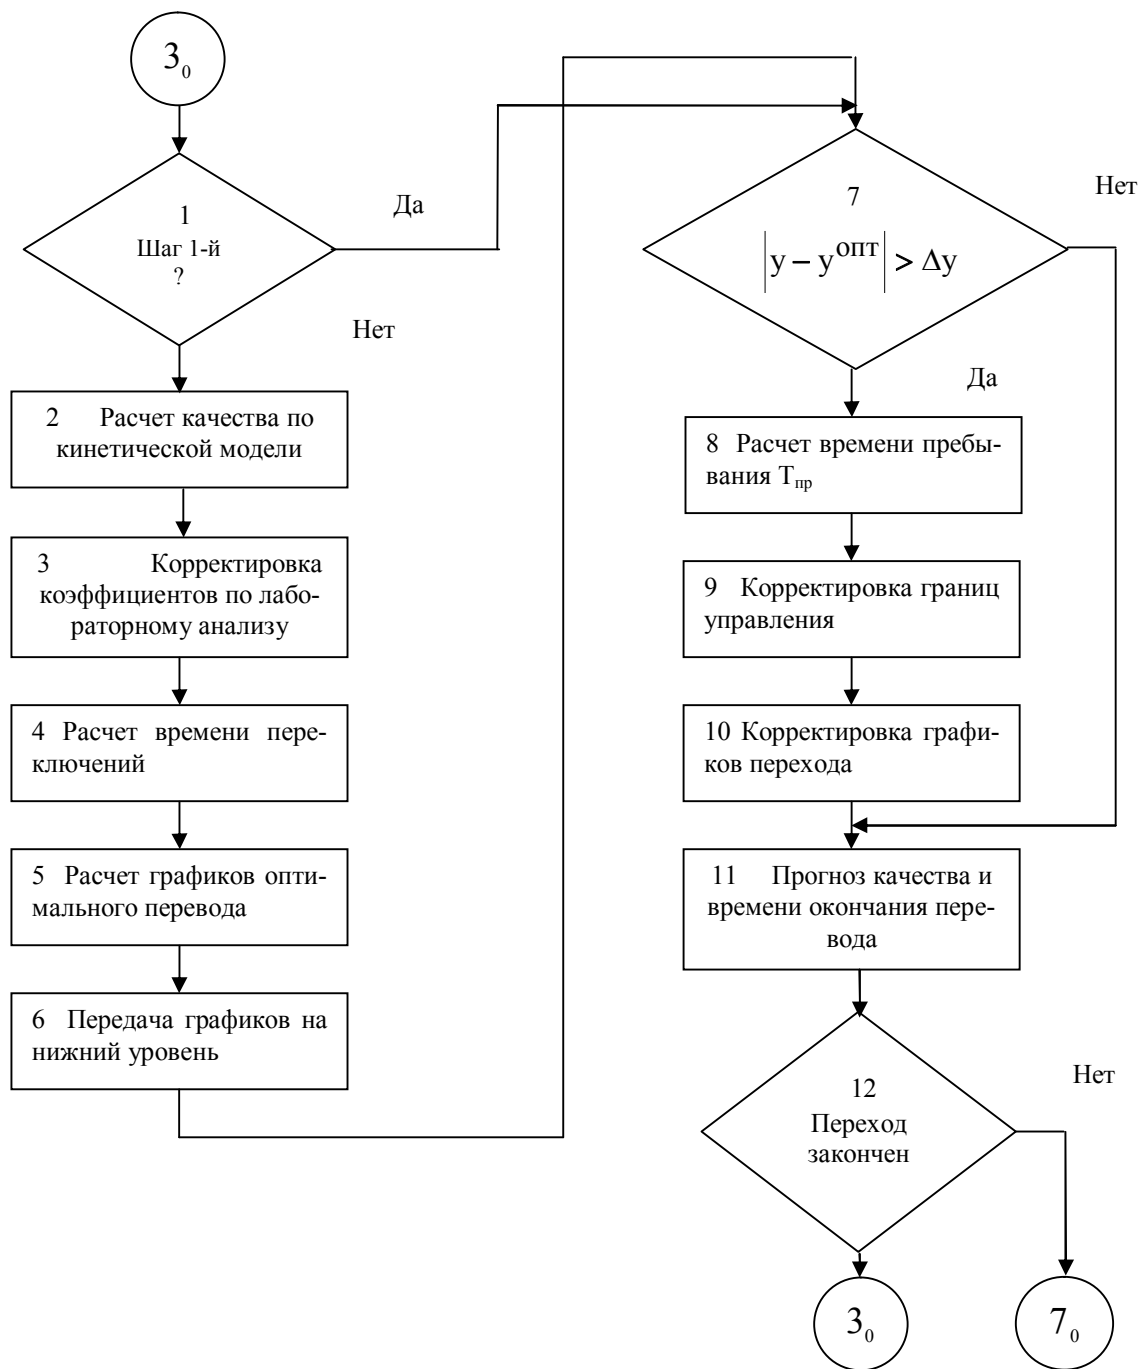 3₀
1
Шаг 1-й
?
Да
Нет
2 Расчет качества по
кинетической модели
3 Корректировка
коэффициентов по лабо-
раторному анализу
4 Расчет времени пере-
ключений
5 Расчет графиков опти-
мального перевода
6 Передача графиков на
нижний уровень
7
|y – y^опт| > Δy
Нет
Да
8 Расчет времени пребы-
вания Tпр
9 Корректировка границ
управления
10 Корректировка графи-
ков перехода
11 Прогноз качества и
времени окончания пере-
вода
12
Переход
закончен
Нет
3₀
7₀